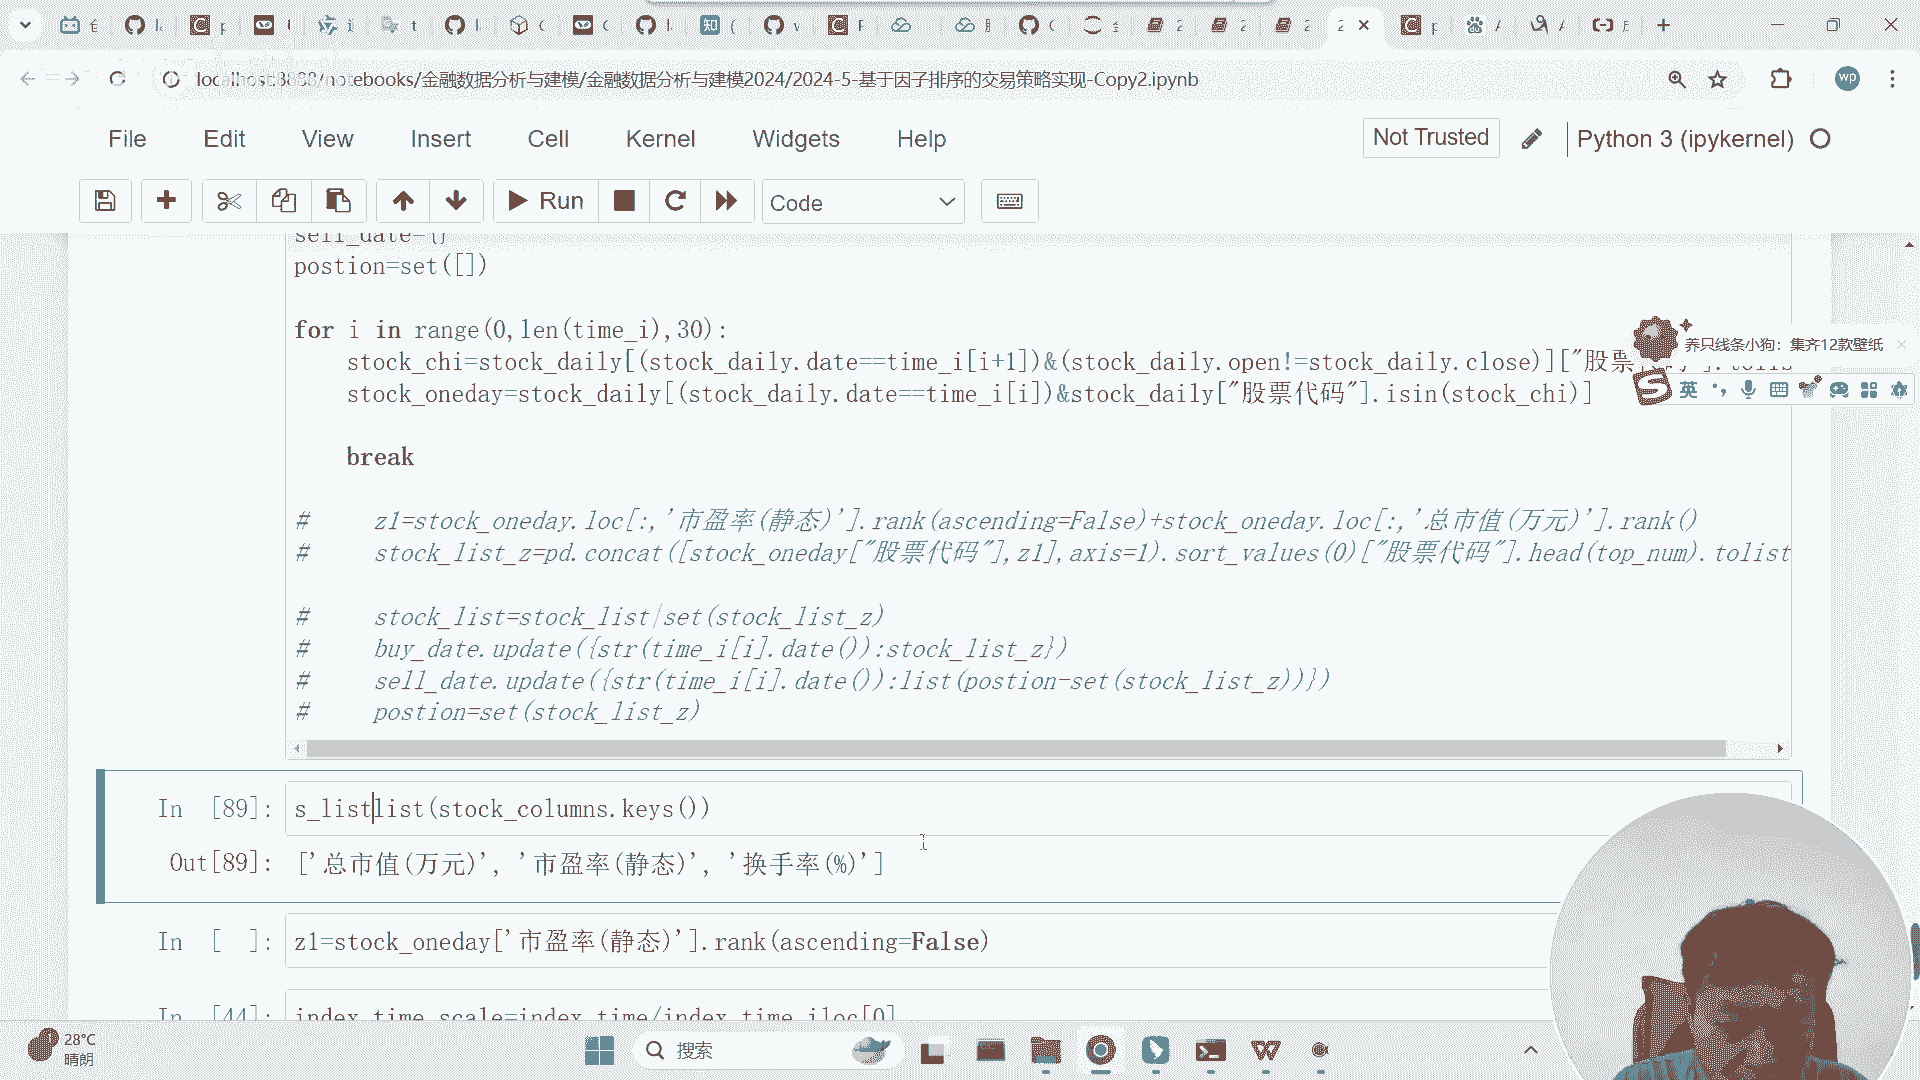 localhost:8888/notebooks/金融数据分析与建模/金融数据分析与建模2024/2024-5-基于因子排序的交易策略实现-Copy2.ipynb
wp
File Edit View Insert Cell Kernel Widgets Help
Not Trusted
Python 3 (ipykernel)
Run
Code
sell_date={}
postion=set([])
for i in range(0,len(time_i),30):
stock_chi=stock_daily[(stock_daily.date==time_i[i+1])&(stock_daily.open!=stock_daily.close)]["股票
养只线条小狗：集齐12款壁纸
stock_oneday=stock_daily[(stock_daily.date==time_i[i])&stock_daily["股票代码"].isin(stock_chi)]
英
break
# z1=stock_oneday.loc[:,'市盈率(静态)'].rank(ascending=False)+stock_oneday.loc[:,'总市值(万元)'].rank()
# stock_list_z=pd.concat([stock_oneday["股票代码"],z1],axis=1).sort_values(0)["股票代码"].head(top_num).tolist
# stock_list=stock_list|set(stock_list_z)
# buy_date.update({str(time_i[i].date()):stock_list_z})
# sell_date.update({str(time_i[i].date()):list(postion-set(stock_list_z))})
# postion=set(stock_list_z)
In [89]: s_listlist(stock_columns.keys())
Out[89]: ['总市值(万元)', '市盈率(静态)', '换手率(%)']
In [ ]: z1=stock_oneday['市盈率(静态)'].rank(ascending=False)
In [44]: index_time_scale=index_time/index_time.iloc[0]
28°C
晴朗
搜索